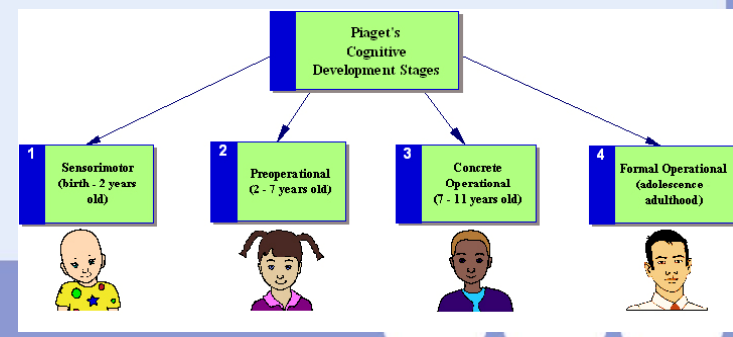 Piaget's
Cognitive
Development Stages
1
Sensorimotor
(birth - 2 years
old)
2
Preoperational
(2 - 7 years old)
3
Concrete
Operational
(7 - 11 years old)
4
Formal Operational
(adolescence
adulthood)